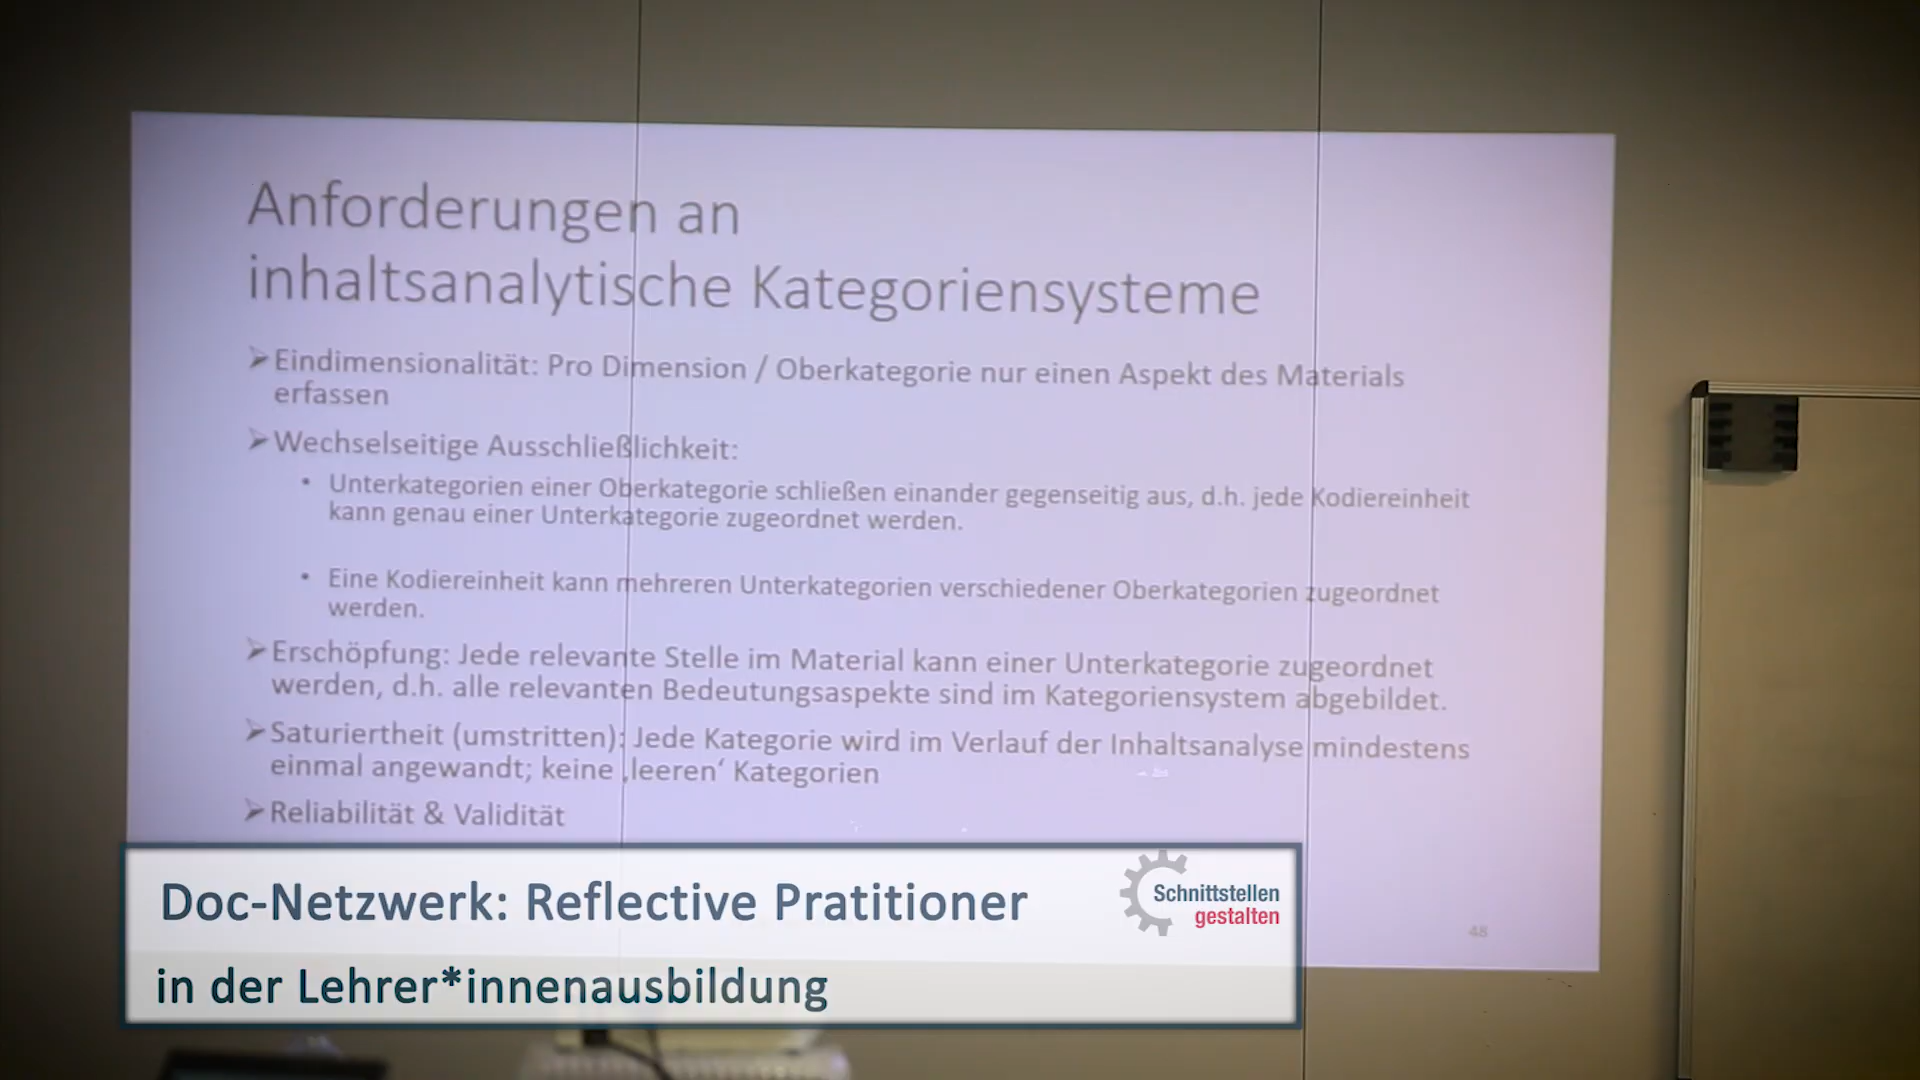 Anforderungen an
inhaltsanalytische Kategoriensysteme
➢Eindimensionalität: Pro Dimension / Oberkategorie nur einen Aspekt des Materials
erfassen
➢Wechselseitige Ausschließlichkeit:
• Unterkategorien einer Oberkategorie schließen einander gegenseitig aus, d.h. jede Kodiereinheit
kann genau einer Unterkategorie zugeordnet werden.
• Eine Kodiereinheit kann mehreren Unterkategorien verschiedener Oberkategorien zugeordnet
werden.
➢Erschöpfung: Jede relevante Stelle im Material kann einer Unterkategorie zugeordnet
werden, d.h. alle relevanten Bedeutungsaspekte sind im Kategoriensystem abgebildet.
➢Saturiertheit (umstritten): Jede Kategorie wird im Verlauf der Inhaltsanalyse mindestens
einmal angewandt; keine ‚leeren‘ Kategorien
➢Reliabilität & Validität
48
Doc-Netzwerk: Reflective Pratitioner
in der Lehrer*innenausbildung
Schnittstellen
gestalten